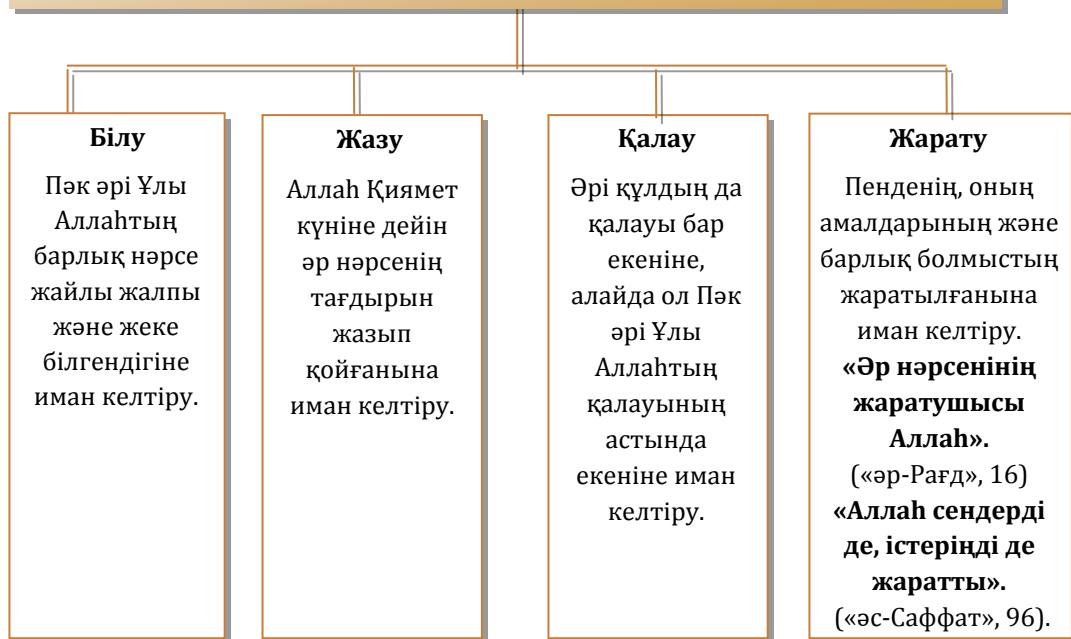 Білу
Пәк әрі Ұлы
Аллаһтың
барлық нәрсе
жайлы жалпы
және жеке
білгендігіне
иман келтіру.
Жазу
Аллаһ Қиямет
күніне дейін
әр нәрсенің
тағдырын
жазып
қойғанына
иман келтіру.
Қалау
Әрі құлдың да
қалауы бар
екеніне,
алайда ол Пәк
әрі Ұлы
Аллаһтың
қалауының
астында
екеніне иман
келтіру.
Жарату
Пенденің, оның
амалдарының және
барлық болмыстың
жаратылғанына
иман келтіру.
«Әр нәрсенінің
жаратушысы
Аллаһ».
(«әр-Рағд», 16)
«Аллаһ сендерді
де, істеріңді де
жаратты».
(«әс-Саффат», 96).